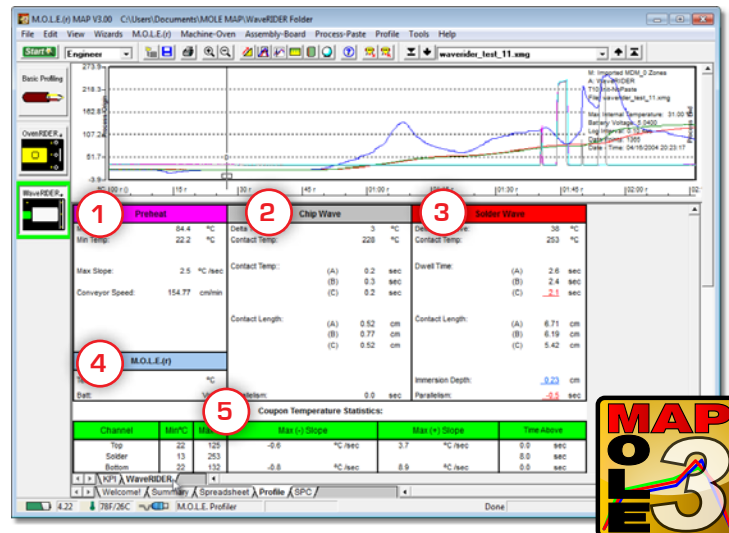 M.O.L.E.(r) MAP V3.00 C:\Users\Documents\MOLE MAP\WaveRIDER Folder
File Edit View Wizards M.O.L.E.(r) Machine-Oven Assembly-Board Process-Paste Profile Tools Help
Start Engineer waverider_test_11.xmg
Basic Profiling
OvenRIDER
WaveRIDER
273.9
218.3
162.8
107.2
51.7
-3.9
Process Origin
M: Imported MDM_0 Zones
A: WaveRIDER
File: waverider_test_11.xmg
Max Internal Temperature: 31.00
Battery Voltage: 5.0400
Data Points: 1366
Date - Time: 04/16/2004 20:23:17
1 Preheat
84.4 °C
Min Temp: 22.2 °C
Max Slope: 2.5 °C /sec
Conveyor Speed: 154.77 cm/min
2 Chip Wave
Delta 3 °C
Contact Temp: 228 °C
Contact Temp: (A) 0.2 sec
(B) 0.3 sec
(C) 0.2 sec
Contact Length: (A) 0.52 cm
(B) 0.77 cm
(C) 0.52 cm
0.0 sec
3 Solder Wave
38 °C
Contact Temp: 253 °C
Dwell Time: (A) 2.6 sec
(B) 2.4 sec
(C) 2.1 sec
Contact Length: (A) 6.71 cm
(B) 6.19 cm
(C) 5.42 cm
Immersion Depth: 0.23 cm
Parallelism: -0.5 sec
4 M.O.L.E.(r)
°C
Batt:
5 Coupon Temperature Statistics:
Channel Min°C Max (-) Slope Max (+) Slope Time Above
Top 22 125 -0.6 °C /sec 3.7 °C /sec 0.0 sec
Solder 13 253 8.0 sec
Bottom 22 132 -0.8 °C /sec 8.9 °C /sec 0.0 sec
KPI WaveRIDER
Welcome! Summary Spreadsheet Profile SPC
4.22 78F/26C M.O.L.E. Profiler Done
MAP
MOLE
3